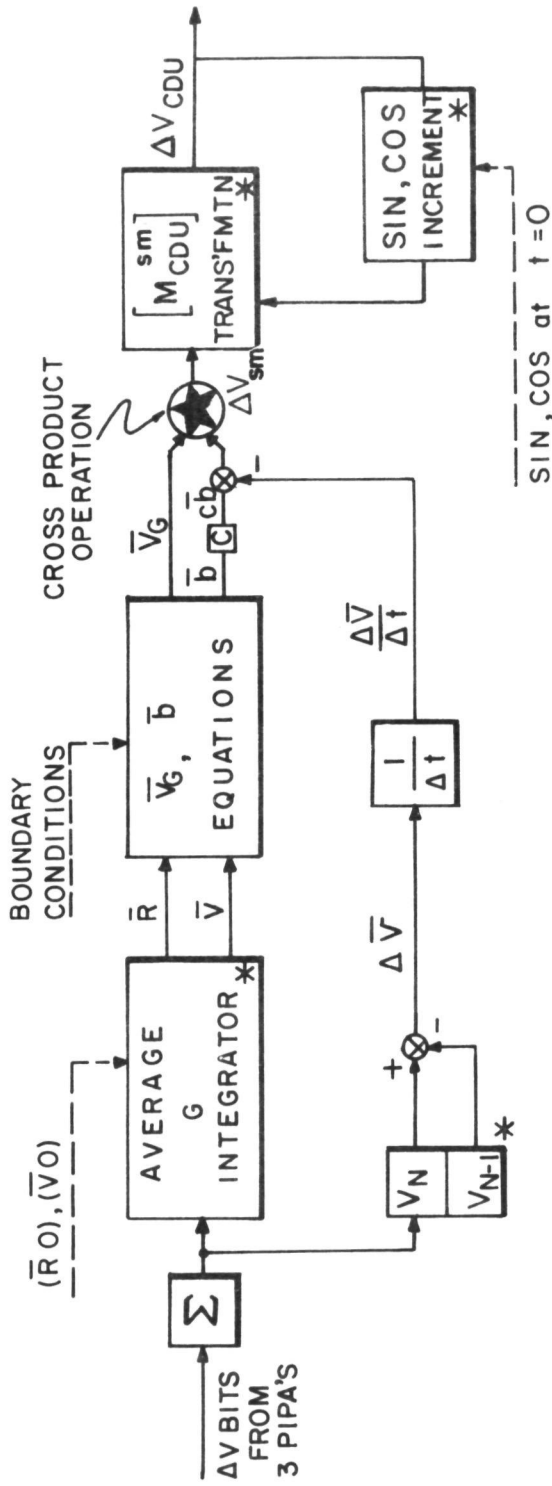 ΔV BITS
FROM
3 PIPA'S
Σ
(R̅O),(V̅O)
AVERAGE
G
INTEGRATOR
*
R̅
V̅
BOUNDARY
CONDITIONS
V̅G, b̅
EQUATIONS
V̅G
b̅
C
cb̅
-
CROSS PRODUCT
OPERATION
ΔVsm
[M sm CDU]
TRANS'FMTN
*
ΔVCDU
SIN, COS
INCREMENT
*
SIN, COS at t=0
VN
VN-1
*
+
-
ΔV̅
1
Δt
ΔV̅
Δt